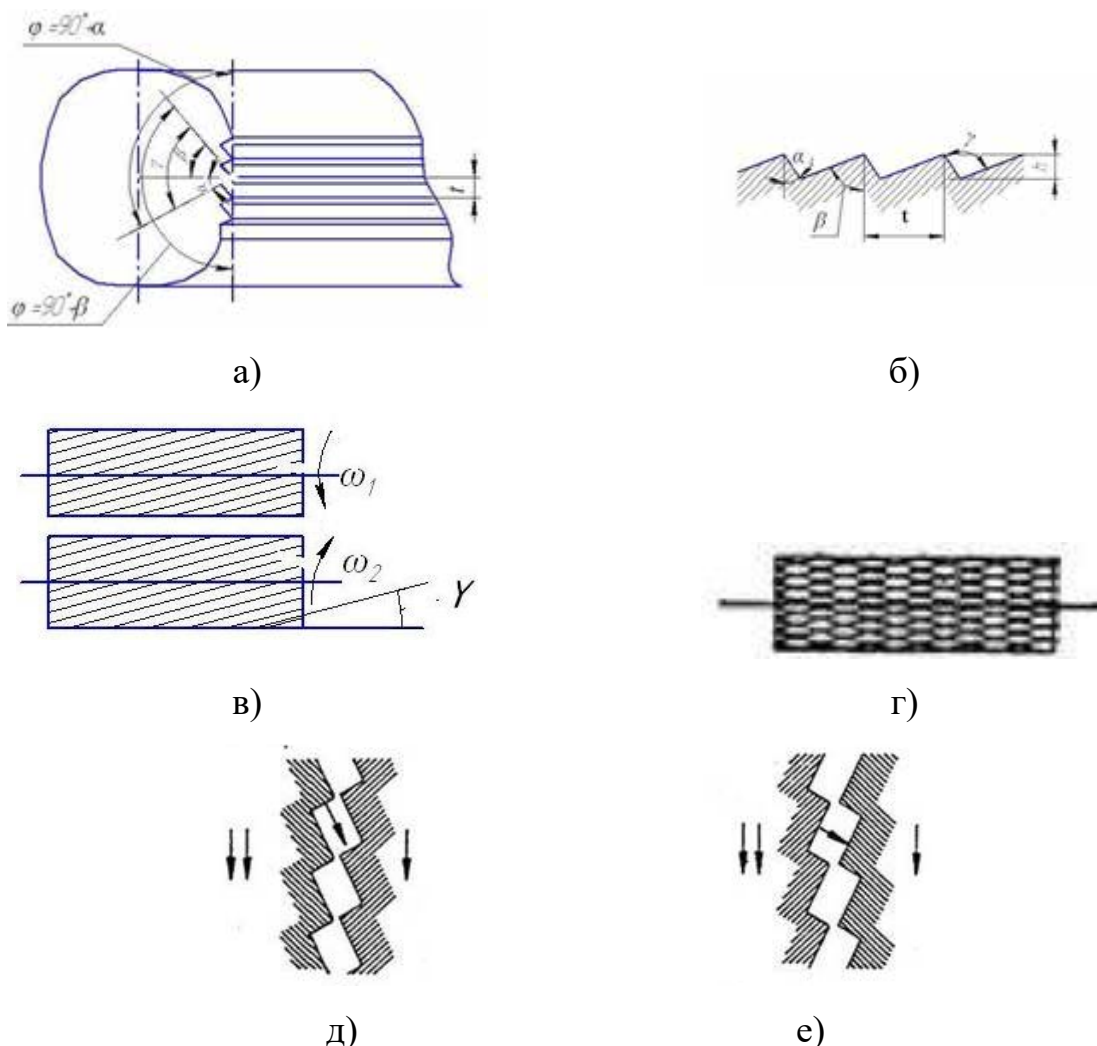 φ =90°-α
γ
β
α
t
φ =90°-β
α
γ
h
β
t
а)
б)
ω₁
ω₂
γ
в)
г)
д)
е)